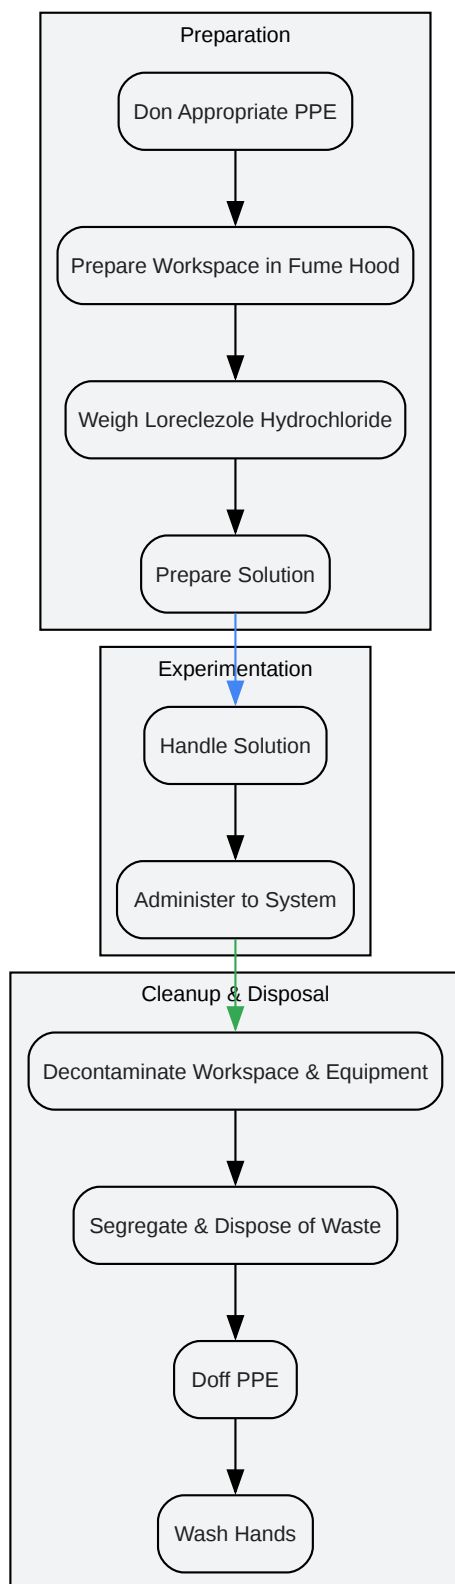 Preparation
Don Appropriate PPE
Prepare Workspace in Fume Hood
Weigh Loreclezole Hydrochloride
Prepare Solution
Experimentation
Handle Solution
Administer to System
Cleanup & Disposal
Decontaminate Workspace & Equipment
Segregate & Dispose of Waste
Doff PPE
Wash Hands